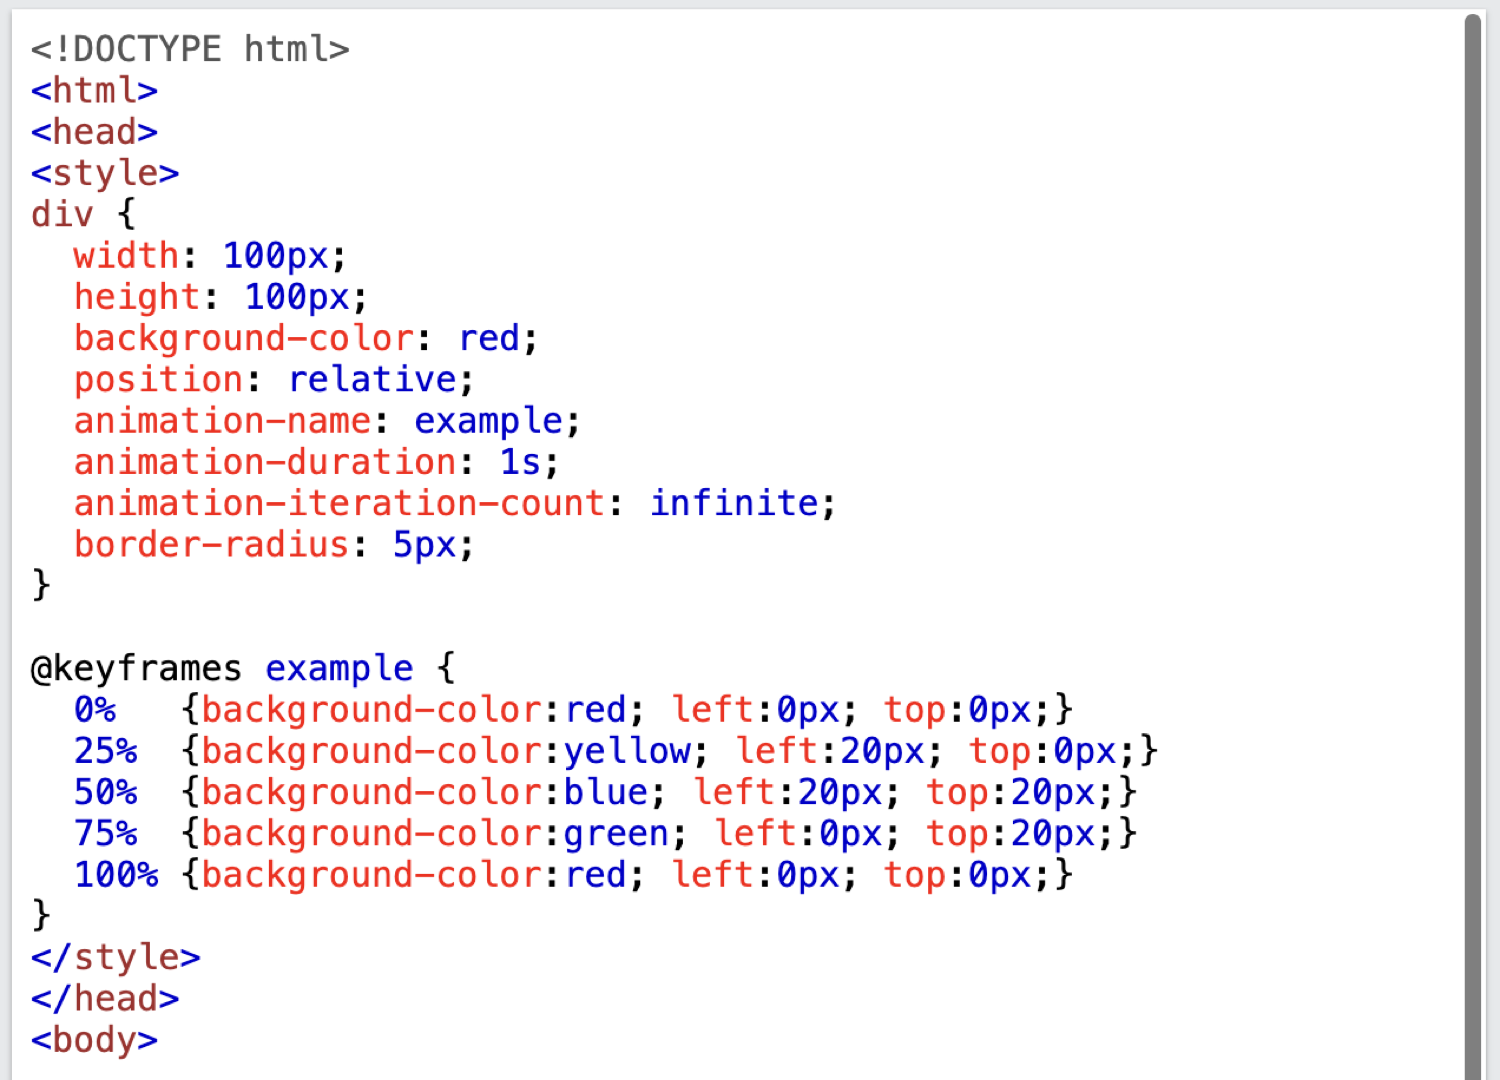 <!DOCTYPE html>
<html>
<head>
<style>
div {
  width: 100px;
  height: 100px;
  background-color: red;
  position: relative;
  animation-name: example;
  animation-duration: 1s;
  animation-iteration-count: infinite;
  border-radius: 5px;
}

@keyframes example {
  0%   {background-color:red; left:0px; top:0px;}
  25%  {background-color:yellow; left:20px; top:0px;}
  50%  {background-color:blue; left:20px; top:20px;}
  75%  {background-color:green; left:0px; top:20px;}
  100% {background-color:red; left:0px; top:0px;}
}
</style>
</head>
<body>